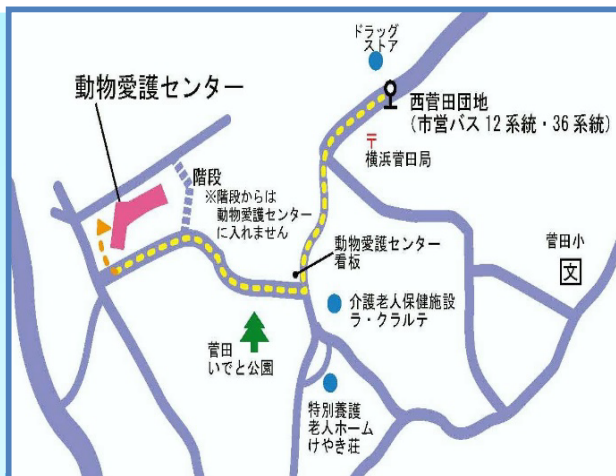 ドラッグ
ストア
動物愛護センター
西菅田団地
(市営バス12系統・36系統)
〒
横浜菅田局
階段
※階段からは
動物愛護センター
に入れません
動物愛護センター
看板
菅田小
文
介護老人保健施設
ラ・クラルテ
菅田
いでと公園
特別養護
老人ホーム
けやき荘